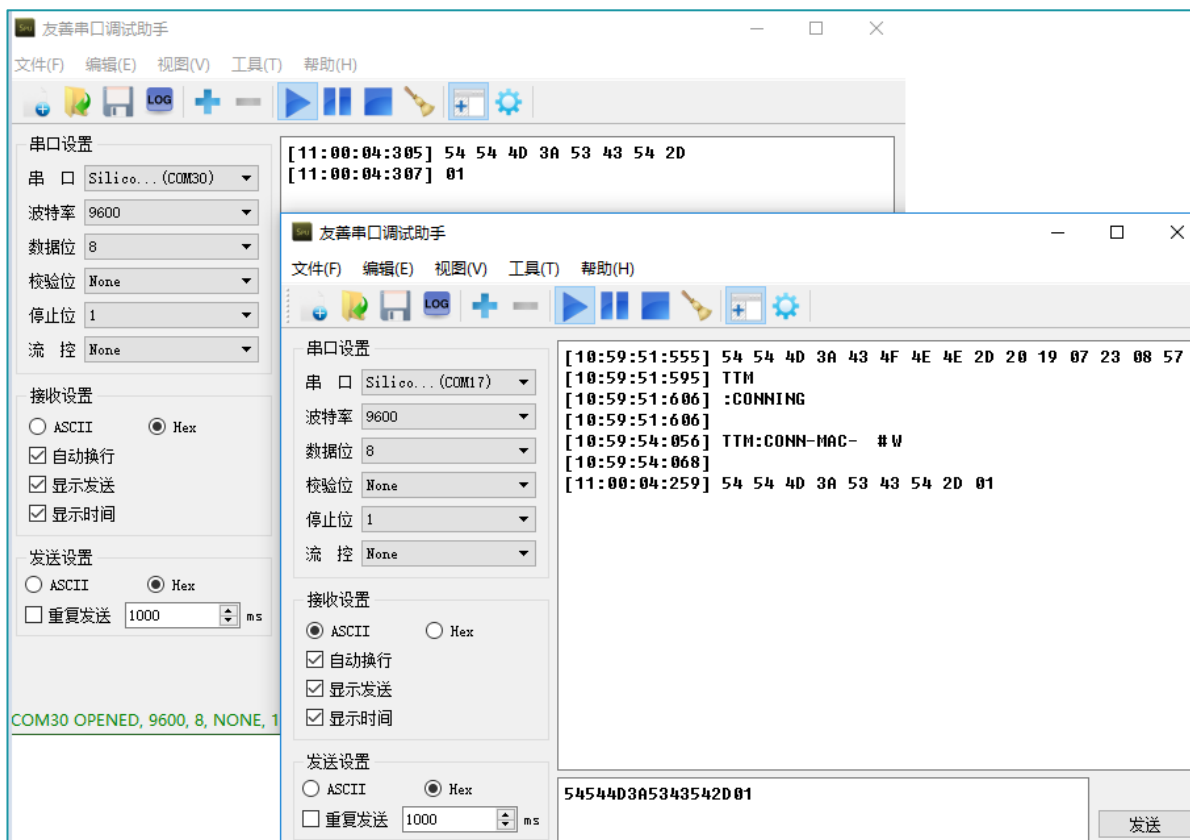 友善串口调试助手
文件(F) 编辑(E) 视图(V) 工具(T) 帮助(H)
LOG
串口设置
串 口 Silico...(COM30)
波特率 9600
数据位 8
校验位 None
停止位 1
流 控 None
接收设置
ASCII Hex
自动换行
显示发送
显示时间
发送设置
ASCII Hex
重复发送 1000 ms
COM30 OPENED, 9600, 8, NONE, 1
[11:00:04:305] 54 54 4D 3A 53 43 54 2D
[11:00:04:307] 01
友善串口调试助手
文件(F) 编辑(E) 视图(V) 工具(T) 帮助(H)
LOG
串口设置
串 口 Silico...(COM17)
波特率 9600
数据位 8
校验位 None
停止位 1
流 控 None
接收设置
ASCII Hex
自动换行
显示发送
显示时间
发送设置
ASCII Hex
重复发送 1000 ms
[10:59:51:555] 54 54 4D 3A 43 4F 4E 4E 2D 20 19 07 23 08 57
[10:59:51:595] TTM
[10:59:51:606] :CONNING
[10:59:51:606]
[10:59:54:056] TTM:CONN-MAC- #W
[10:59:54:068]
[11:00:04:259] 54 54 4D 3A 53 43 54 2D 01
54544D3A5343542D01
发送